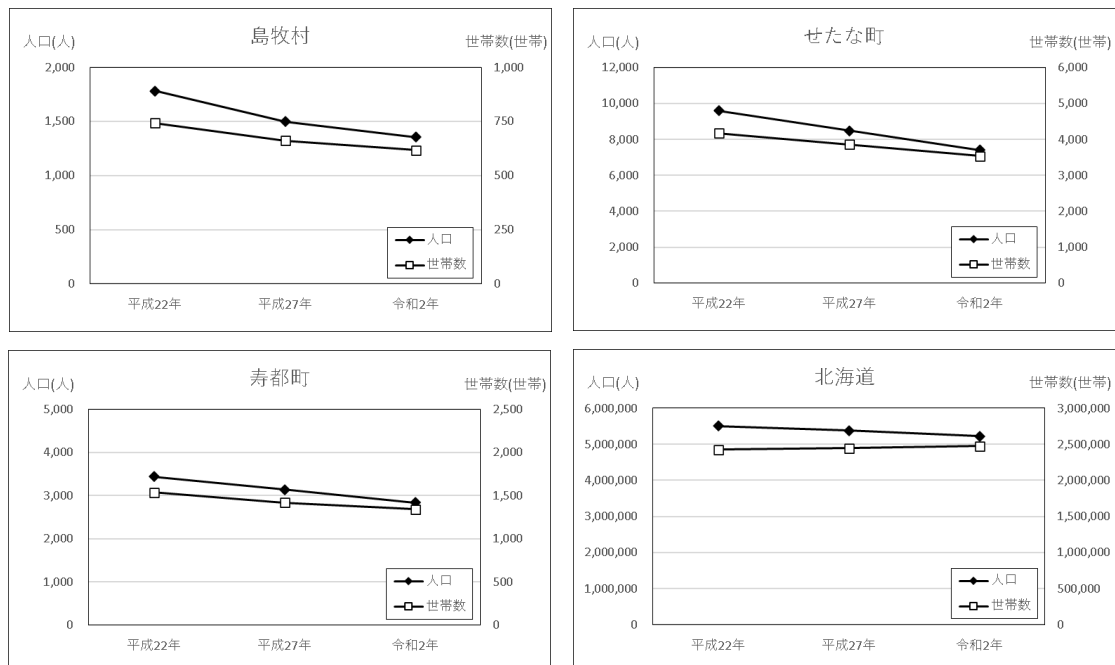 島牧村
人口(人)
世帯数(世帯)
2,000
1,500
1,000
500
0
1,000
750
500
250
0
人口
世帯数
平成22年
平成27年
令和2年
せたな町
人口(人)
世帯数(世帯)
12,000
10,000
8,000
6,000
4,000
2,000
0
6,000
5,000
4,000
3,000
2,000
1,000
0
人口
世帯数
平成22年
平成27年
令和2年
寿都町
人口(人)
世帯数(世帯)
5,000
4,000
3,000
2,000
1,000
0
2,500
2,000
1,500
1,000
500
0
人口
世帯数
平成22年
平成27年
令和2年
北海道
人口(人)
世帯数(世帯)
6,000,000
5,000,000
4,000,000
3,000,000
2,000,000
1,000,000
0
3,000,000
2,500,000
2,000,000
1,500,000
1,000,000
500,000
0
人口
世帯数
平成22年
平成27年
令和2年